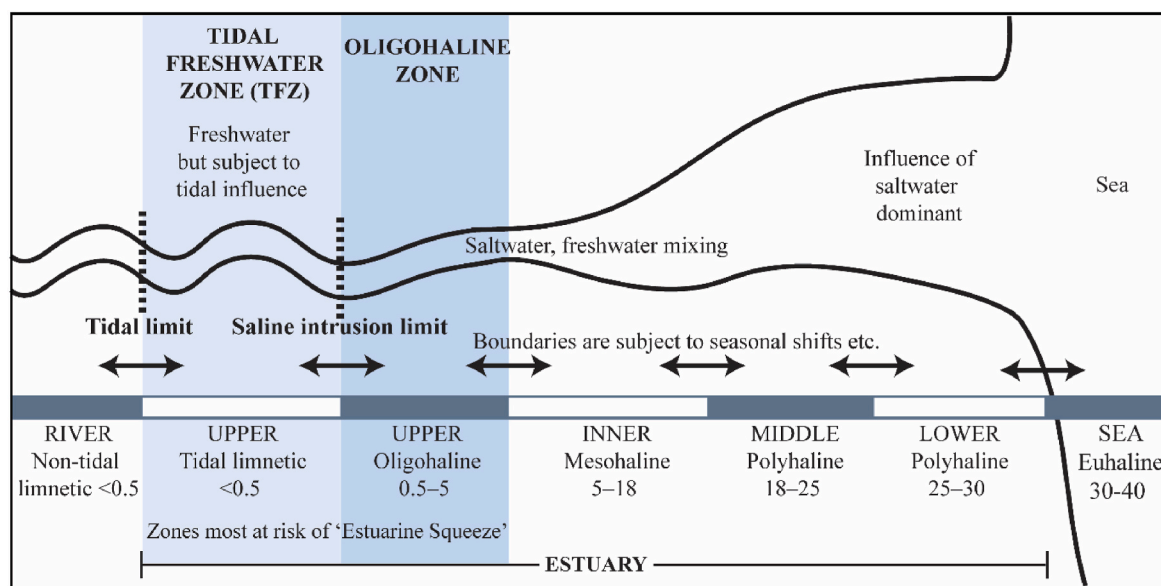 TIDAL
FRESHWATER
ZONE (TFZ)
Freshwater
but subject to
tidal influence
OLIGOHALINE
ZONE
Influence of
saltwater
dominant
Sea
Saltwater, freshwater mixing
Tidal limit
Saline intrusion limit
Boundaries are subject to seasonal shifts etc.
RIVER
Non-tidal
limnetic <0.5
UPPER
Tidal limnetic
<0.5
UPPER
Oligohaline
0.5–5
INNER
Mesohaline
5–18
MIDDLE
Polyhaline
18–25
LOWER
Polyhaline
25–30
SEA
Euhaline
30-40
Zones most at risk of ‘Estuarine Squeeze’
ESTUARY